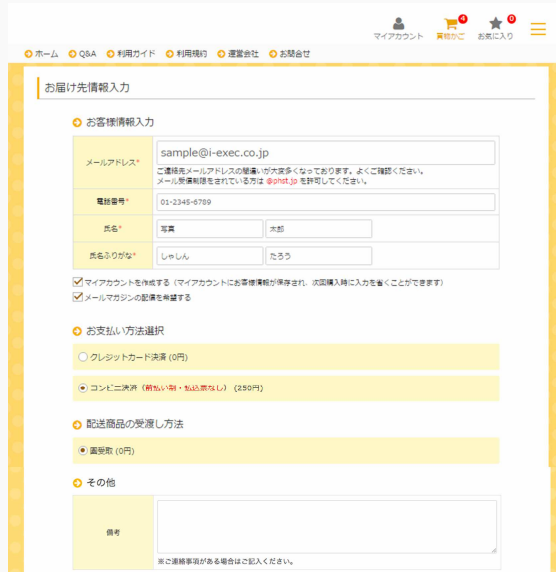 4
0
マイアカウント 買物かご お気に入り
ホーム Q&A 利用ガイド 利用規約 運営会社 お問合せ
お届け先情報入力
お客様情報入力
メールアドレス* sample@i-exec.co.jp
ご連絡先メールアドレスの間違いが大変多くなっております。よくご確認ください。
メール受信制限をされている方は @phst.jp を許可してください。
電話番号* 01-2345-6789
氏名* 写真 太郎
氏名ふりがな* しゃしん たろう
マイアカウントを作成する（マイアカウントにお客様情報が保存され、次回購入時に入力を省くことができます）
メールマガジンの配信を希望する
お支払い方法選択
クレジットカード決済 (0円)
コンビニ決済（前払い制・払込票なし） (250円)
配送商品の受渡し方法
園受取 (0円)
その他
備考
※ご連絡事項がある場合はご記入ください。